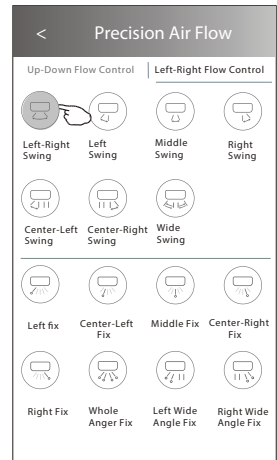 < Precision Air Flow
Up-Down Flow Control Left-Right Flow Control
Left-Right Swing
Left Swing
Middle Swing
Right Swing
Center-Left Swing
Center-Right Swing
Wide Swing
Left fix
Center-Left Fix
Middle Fix
Center-Right Fix
Right Fix
Whole Anger Fix
Left Wide Angle Fix
Right Wide Angle Fix